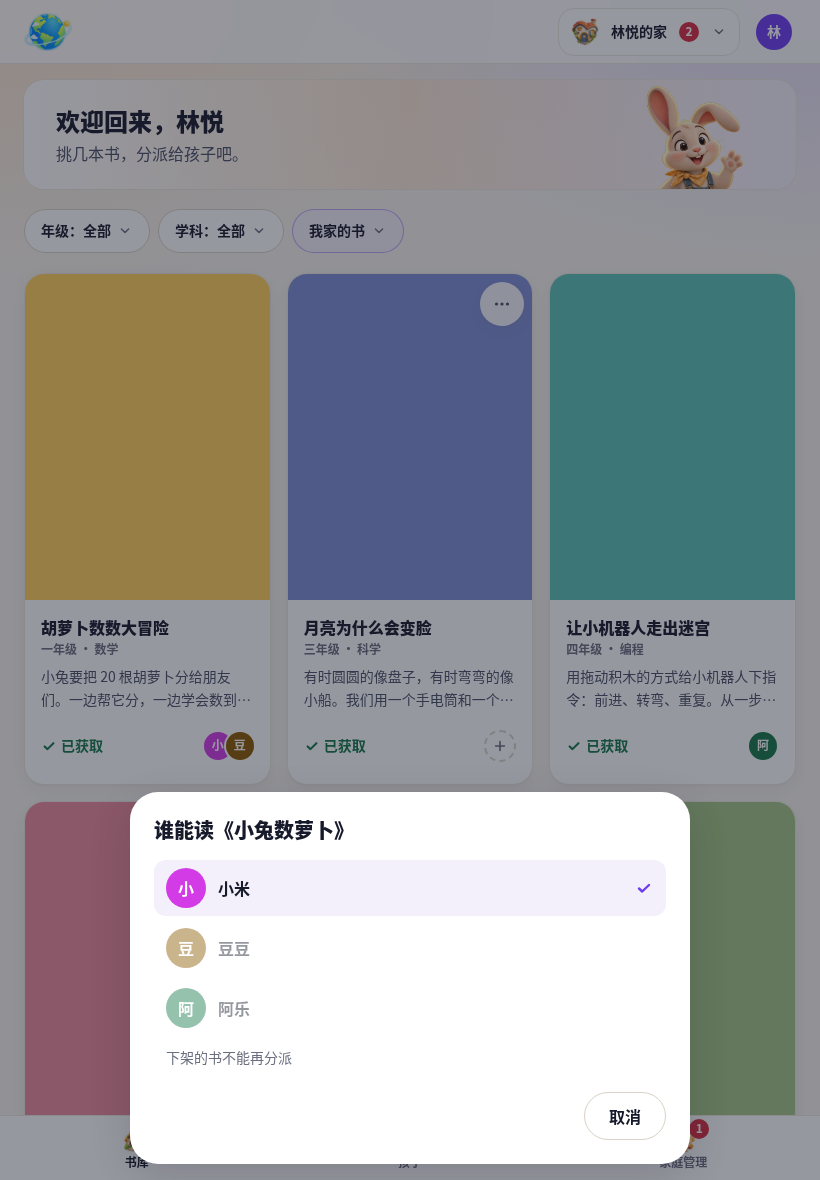 林悦的家
2
林
欢迎回来，林悦
挑几本书，分派给孩子吧。
年级：全部
学科：全部
我家的书
胡萝卜数数大冒险
一年级 • 数学
小兔要把 20 根胡萝卜分给朋友
们。一边帮它分，一边学会数到…
已获取
小
豆
月亮为什么会变脸
三年级 • 科学
有时圆圆的像盘子，有时弯弯的像
小船。我们用一个手电筒和一个…
已获取
让小机器人走出迷宫
四年级 • 编程
用拖动积木的方式给小机器人下指
令：前进、转弯、重复。从一步…
已获取
阿
谁能读《小兔数萝卜》
小
小米
豆
豆豆
阿
阿乐
下架的书不能再分派
取消
书库
孩子
1
家庭管理